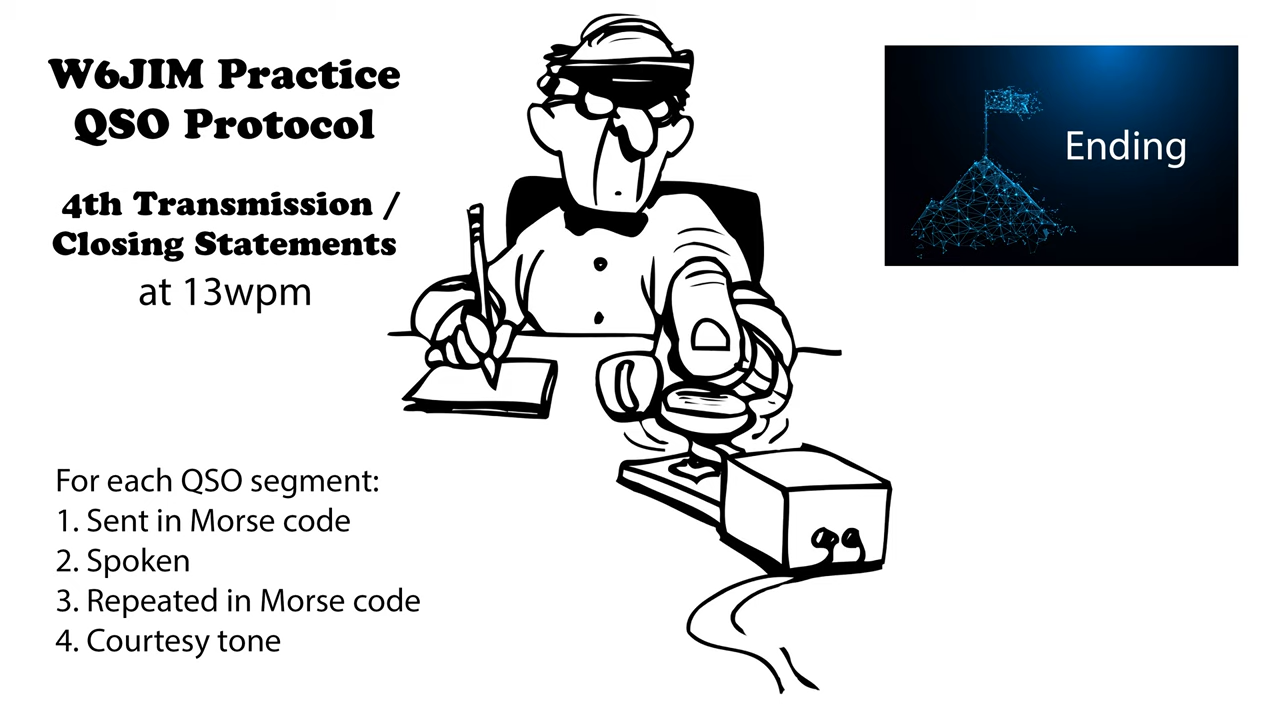 W6JIM Practice
QSO Protocol
4th Transmission /
Closing Statements
at 13wpm
Ending
For each QSO segment:
1. Sent in Morse code
2. Spoken
3. Repeated in Morse code
4. Courtesy tone